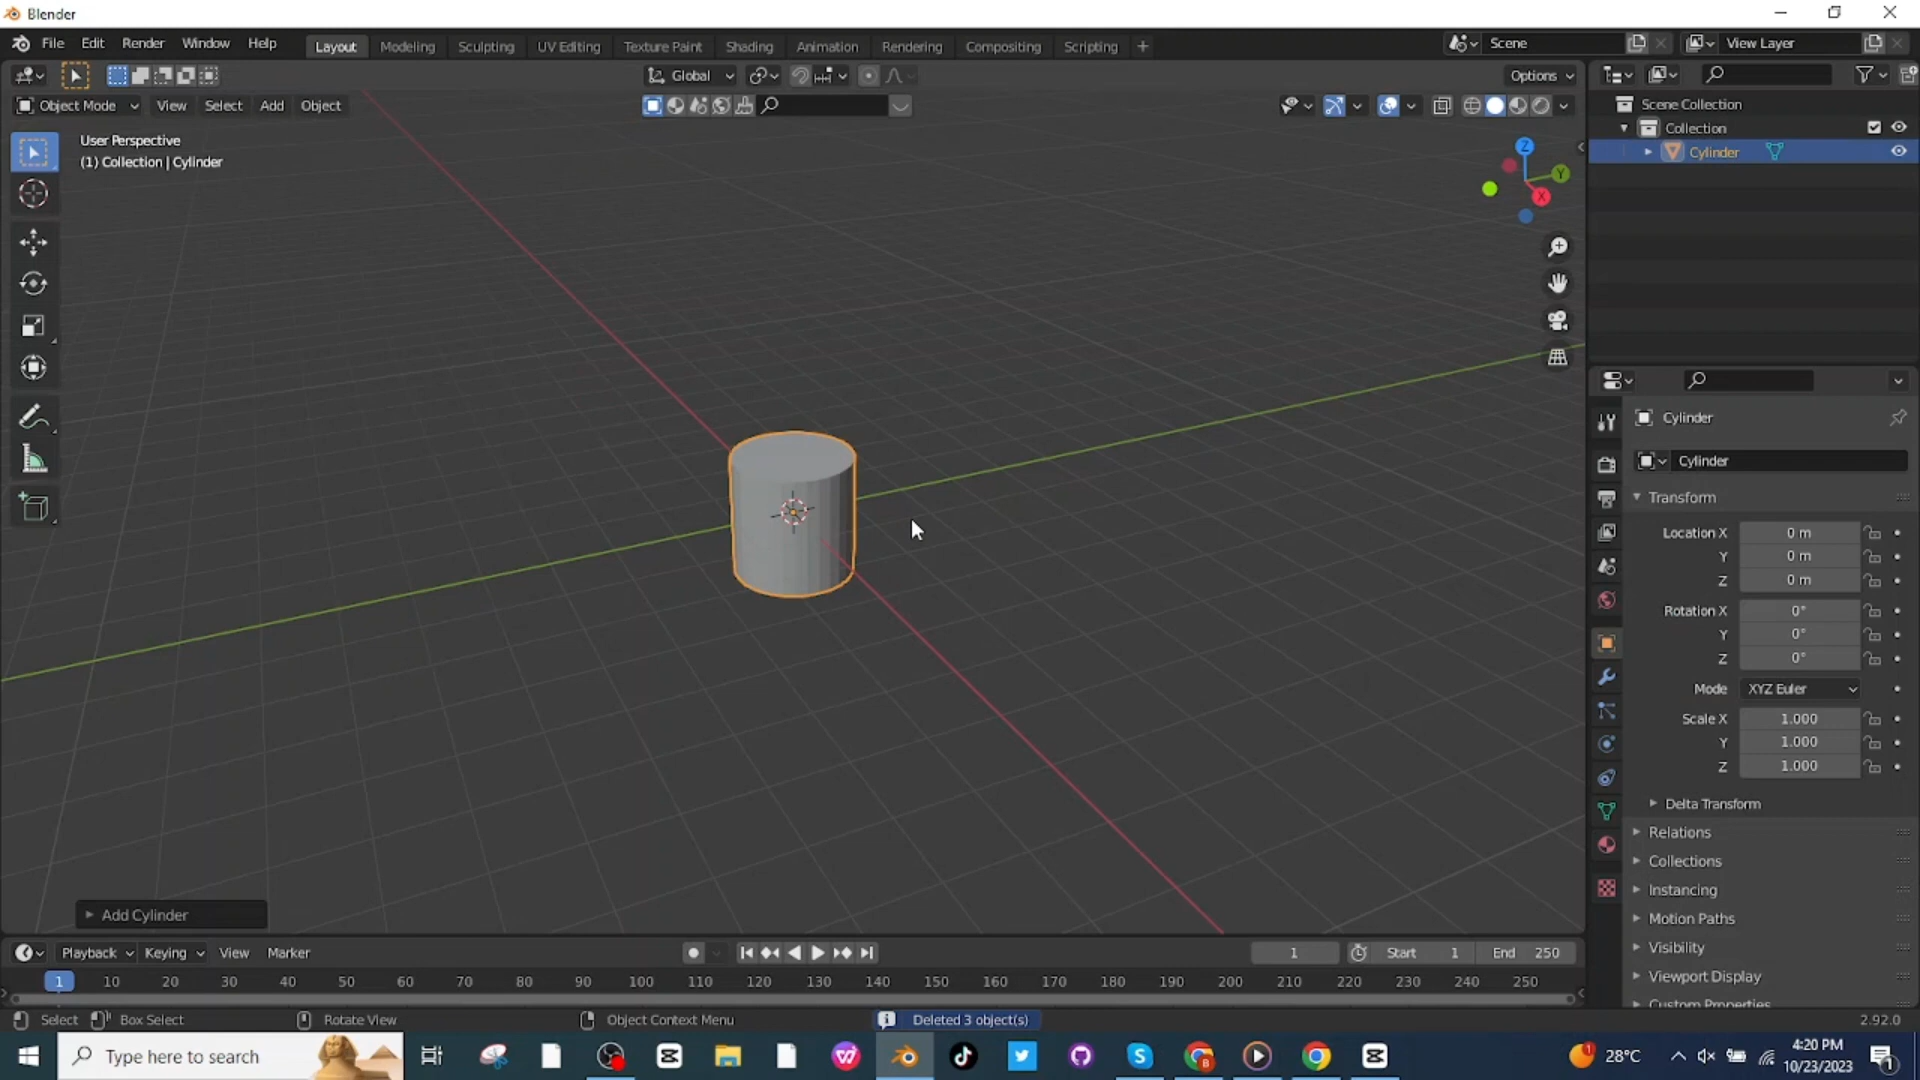 Blender
File Edit Render Window Help Layout Modeling Sculpting UV Editing Texture Paint Shading Animation Rendering Compositing Scripting + Scene View Layer
Global Options
Object Mode View Select Add Object
User Perspective
(1) Collection | Cylinder
Z
Y
X
Scene Collection
Collection
Cylinder
Cylinder
Cylinder
Transform
Location X 0 m
Y 0 m
Z 0 m
Rotation X 0°
Y 0°
Z 0°
Mode XYZ Euler
Scale X 1.000
Y 1.000
Z 1.000
Delta Transform
Relations
Collections
Instancing
Motion Paths
Visibility
Viewport Display
Custom Properties
Add Cylinder
Playback Keying View Marker 1 Start 1 End 250
1 10 20 30 40 50 60 70 80 90 100 110 120 130 140 150 160 170 180 190 200 210 220 230 240 250
Select Box Select Rotate View Object Context Menu Deleted 3 object(s) 2.92.0
Type here to search
28°C
4:20 PM
10/23/2023